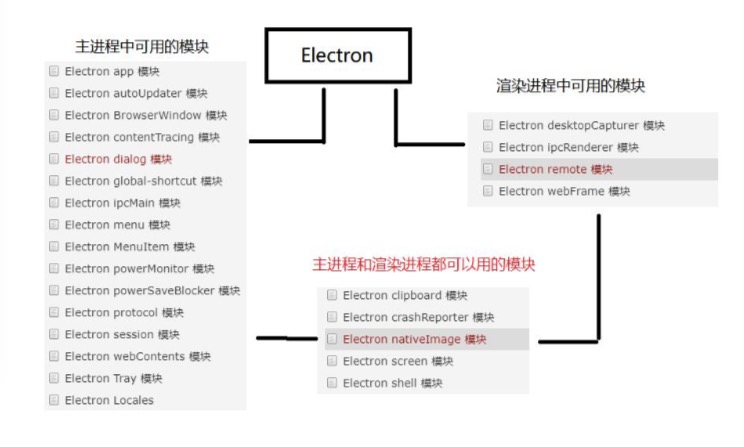 Electron
主进程中可用的模块
Electron app 模块
Electron autoUpdater 模块
Electron BrowserWindow 模块
Electron contentTracing 模块
Electron dialog 模块
Electron global-shortcut 模块
Electron ipcMain 模块
Electron menu 模块
Electron MenuItem 模块
Electron powerMonitor 模块
Electron powerSaveBlocker 模块
Electron protocol 模块
Electron session 模块
Electron webContents 模块
Electron Tray 模块
Electron Locales
渲染进程中可用的模块
Electron desktopCapturer 模块
Electron ipcRenderer 模块
Electron remote 模块
Electron webFrame 模块
主进程和渲染进程都可以用的模块
Electron clipboard 模块
Electron crashReporter 模块
Electron nativeImage 模块
Electron screen 模块
Electron shell 模块